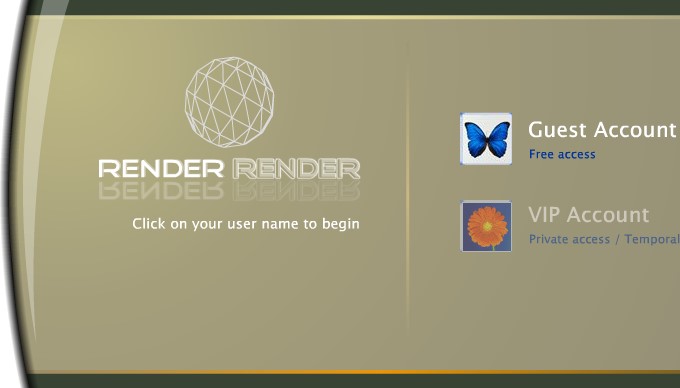 RENDER RENDER
Click on your user name to begin
Guest Account
Free access
VIP Account
Private access /